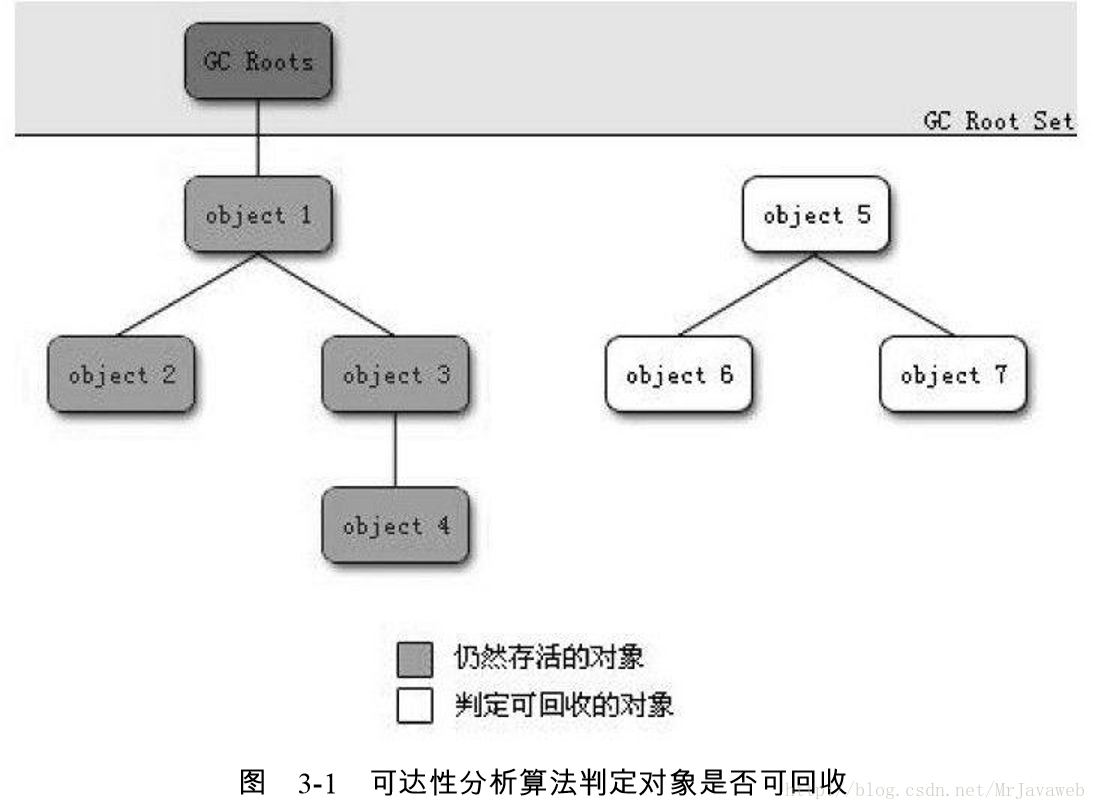 GC Roots
GC Root Set
object 1
object 5
object 2
object 3
object 6
object 7
object 4
仍然存活的对象
判定可回收的对象
图 3-1 可达性分析算法判定对象是否可回收
http://blog.csdn.net/MrJavaweb